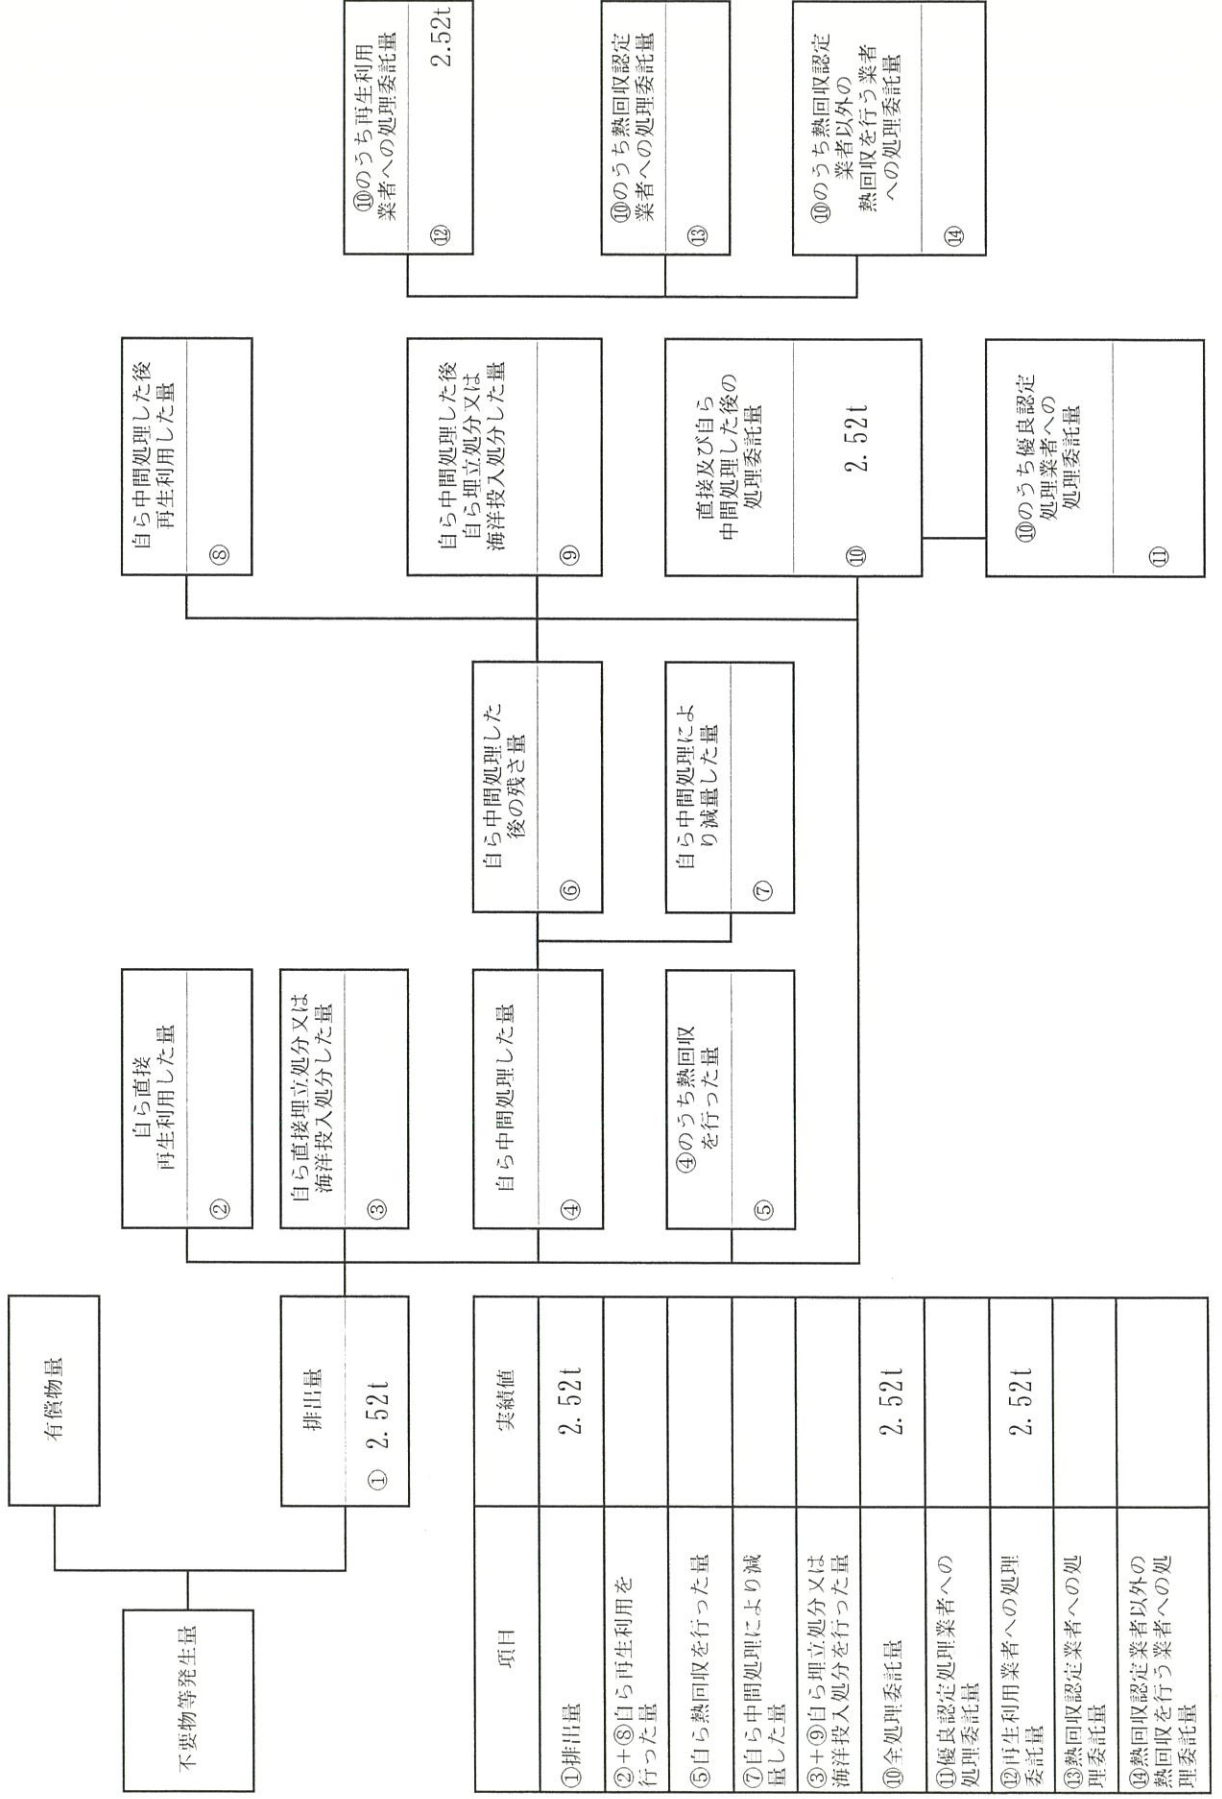 不要物等発生量
有償物量
排出量
① 2.52t
自ら直接
再生利用した量
②
自ら直接埋立処分又は
海洋投入処分した量
③
自ら中間処理した量
④
④のうち熱回収
を行った量
⑤
自ら中間処理した
後の残さ量
⑥
自ら中間処理によ
り減量した量
⑦
自ら中間処理した後
再生利用した量
⑧
自ら中間処理した後
自ら埋立処分又は
海洋投入処分した量
⑨
直接及び自ら
中間処理した後の
処理委託量
⑩ 2.52t
⑩のうち優良認定
処理業者への
処理委託量
⑪
⑩のうち再生利用
業者への処理委託量
⑫ 2.52t
⑩のうち熱回収認定
業者への処理委託量
⑬
⑩のうち熱回収認定
業者以外の
熱回収を行う業者
への処理委託量
⑭
項目 実績値
①排出量 2.52t
②+⑧自ら再生利用を
行った量
⑤自ら熱回収を行った量
⑦自ら中間処理により減
量した量
③+⑨自ら埋立処分又は
海洋投入処分を行った量
⑩全処理委託量 2.52t
⑪優良認定処理業者への
処理委託量
⑫再生利用業者への処理
委託量 2.52t
⑬熱回収認定業者への処
理委託量
⑭熱回収認定業者以外の
熱回収を行う業者への処
理委託量